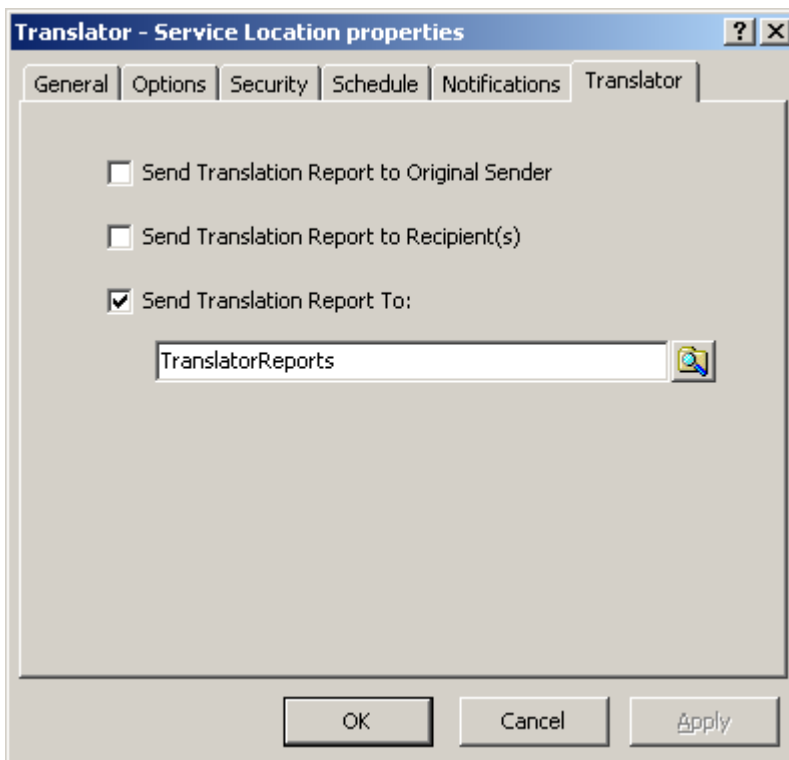 Translator - Service Location properties
General Options Security Schedule Notifications Translator
Send Translation Report to Original Sender
Send Translation Report to Recipient(s)
Send Translation Report To:
TranslatorReports
OK Cancel Apply